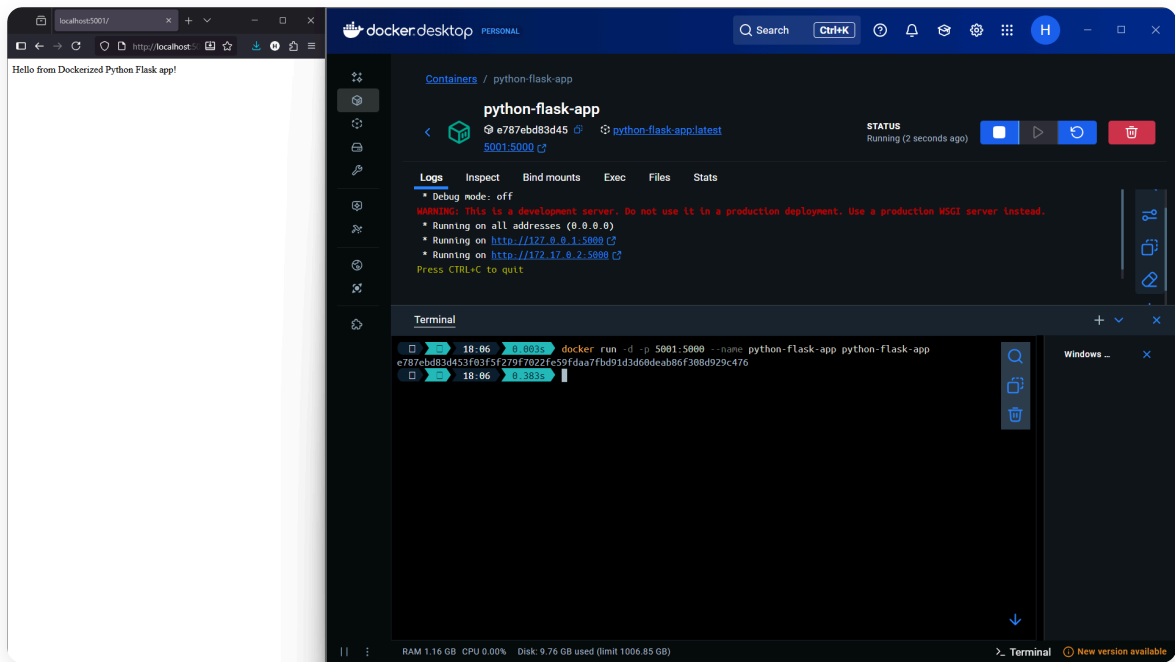 localhost:5001/
http://localhost:5
Hello from Dockerized Python Flask app!
docker.desktop PERSONAL
Search Ctrl+K
H
Containers / python-flask-app
python-flask-app
e787ebd83d45 python-flask-app:latest
5001:5000
STATUS
Running (2 seconds ago)
Logs Inspect Bind mounts Exec Files Stats
* Debug mode: off
WARNING: This is a development server. Do not use it in a production deployment. Use a production WSGI server instead.
* Running on all addresses (0.0.0.0)
* Running on http://127.0.0.1:5000
* Running on http://172.17.0.2:5000
Press CTRL+C to quit
Terminal
18:06 0.003s docker run -d -p 5001:5000 --name python-flask-app python-flask-app
e787ebd83d453f03f5f279f7022fe59fdaa7fbd91d3d60deab86f308d929c476
18:06 0.383s
Windows ...
RAM 1.16 GB CPU 0.00% Disk: 9.76 GB used (limit 1006.85 GB)
>_ Terminal
New version available